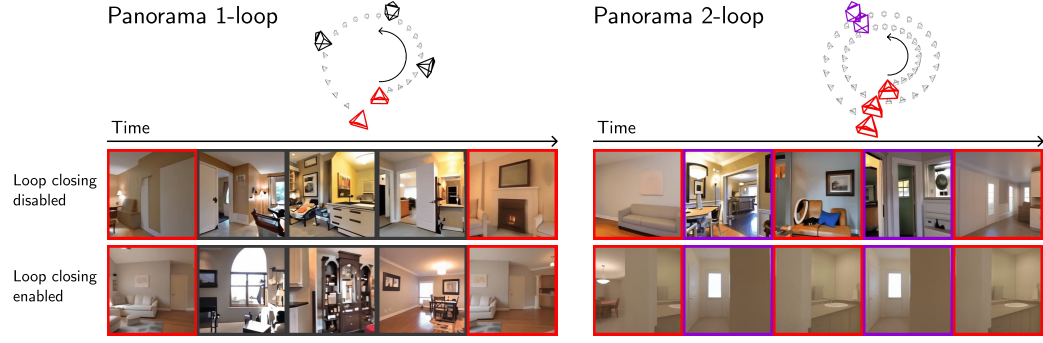 Panorama 1-loop
Panorama 2-loop
Time
Time
Loop closing
disabled
Loop closing
enabled